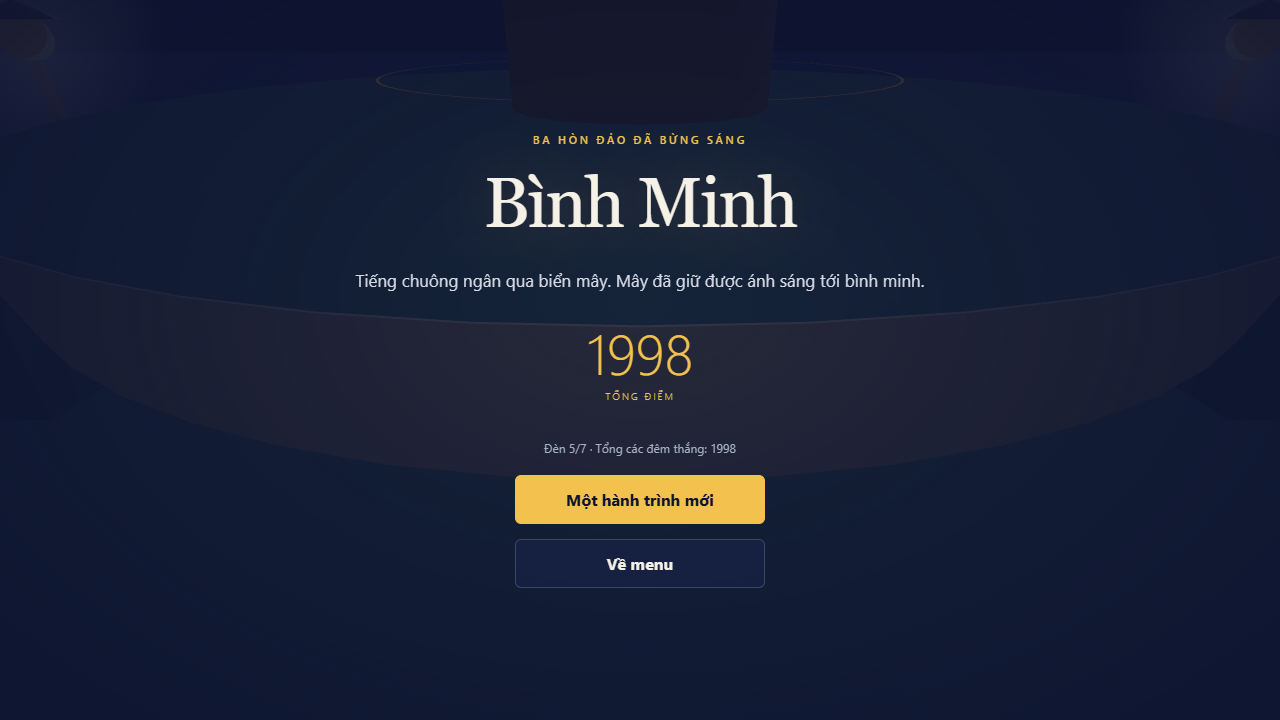 BA HÒN ĐẢO ĐÃ BỪNG SÁNG
Bình Minh
Tiếng chuông ngân qua biển mây. Mây đã giữ được ánh sáng tới bình minh.
1998
TỔNG ĐIỂM
Đèn 5/7 · Tổng các đêm thắng: 1998
Một hành trình mới
Về menu